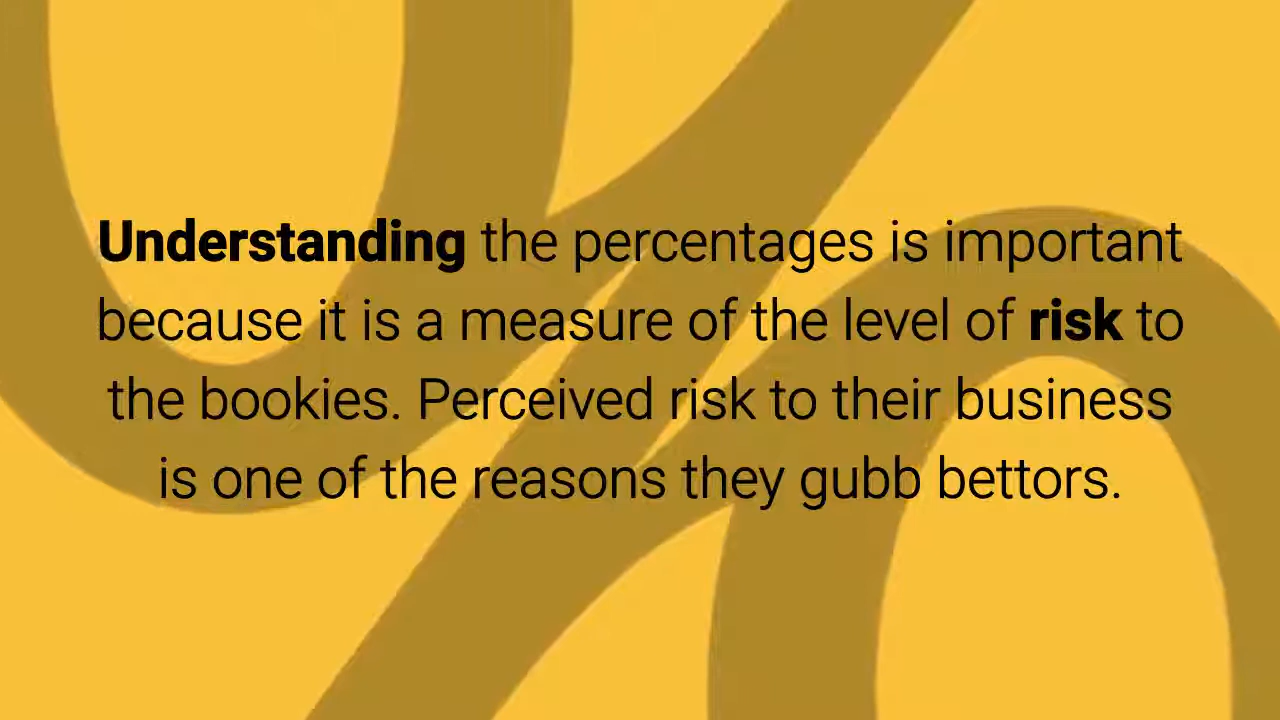 Understanding the percentages is important
because it is a measure of the level of risk to
the bookies. Perceived risk to their business
is one of the reasons they gubb bettors.